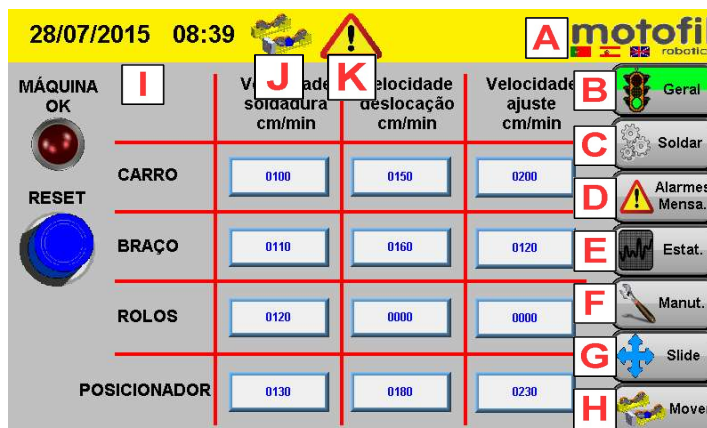 28/07/2015 08:39
A
motofil
robotic
I
J
K
MÁQUINA
OK
soldadura
cm/min
elocidade
deslocação
cm/min
Velocidade
ajuste
cm/min
B
Geral
C
Soldar
CARRO
0100
0150
0200
RESET
D
Alarmes
Mensa.
BRAÇO
0110
0160
0120
E
Estat.
ROLOS
0120
0000
0000
F
Manut.
G
Slide
POSICIONADOR
0130
0180
0230
H
Mover